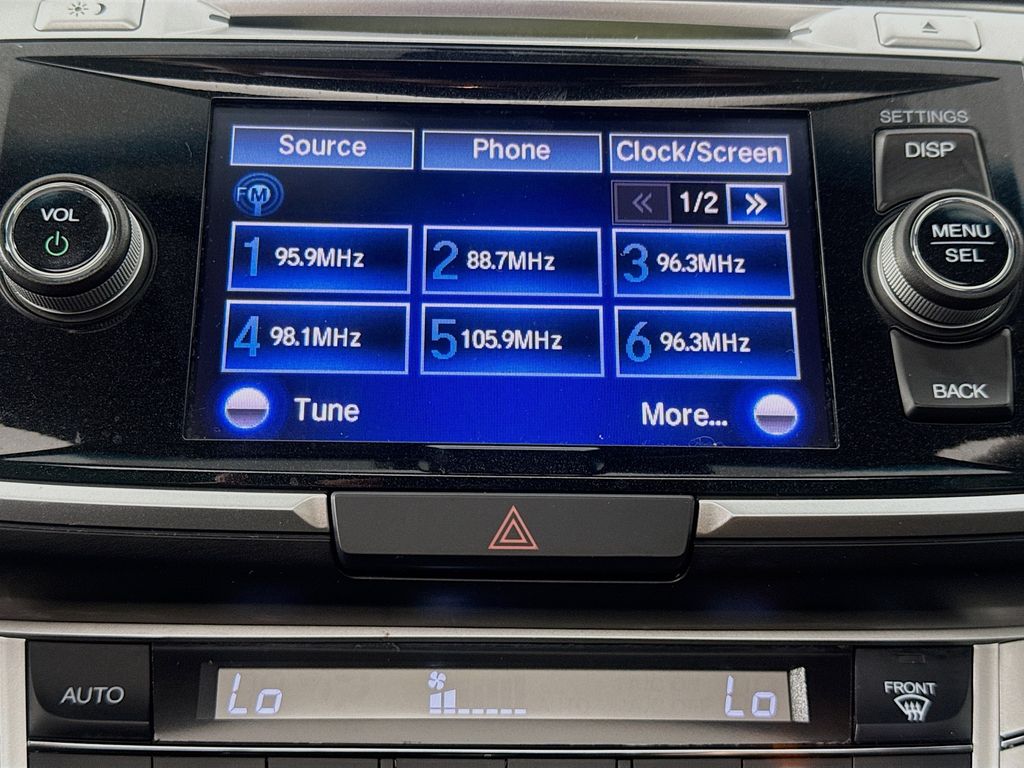 SETTINGS
DISP
Source
Phone
Clock/Screen
FM
« 1/2 »
VOL
MENU
SEL
1 95.9MHz
2 88.7MHz
3 96.3MHz
4 98.1MHz
5 105.9MHz
6 96.3MHz
Tune
More...
BACK
AUTO
Lo
Lo
FRONT